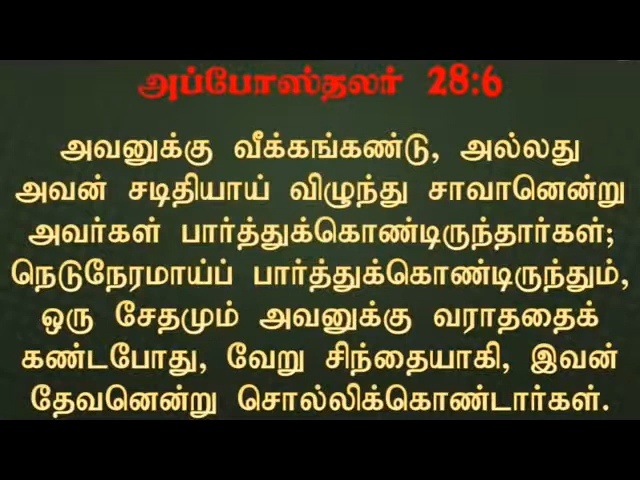 அப்போஸ்தலர் 28:6
அவனுக்கு வீக்கங்கண்டு, அல்லது
அவன் சடிதியாய் விழுந்து சாவானென்று
அவர்கள் பார்த்துக்கொண்டிருந்தார்கள்;
நெடுநேரமாய்ப் பார்த்துக்கொண்டிருந்தும்,
ஒரு சேதமும் அவனுக்கு வராததைக்
கண்டபோது, வேறு சிந்தையாகி, இவன்
தேவனென்று சொல்லிக்கொண்டார்கள்.